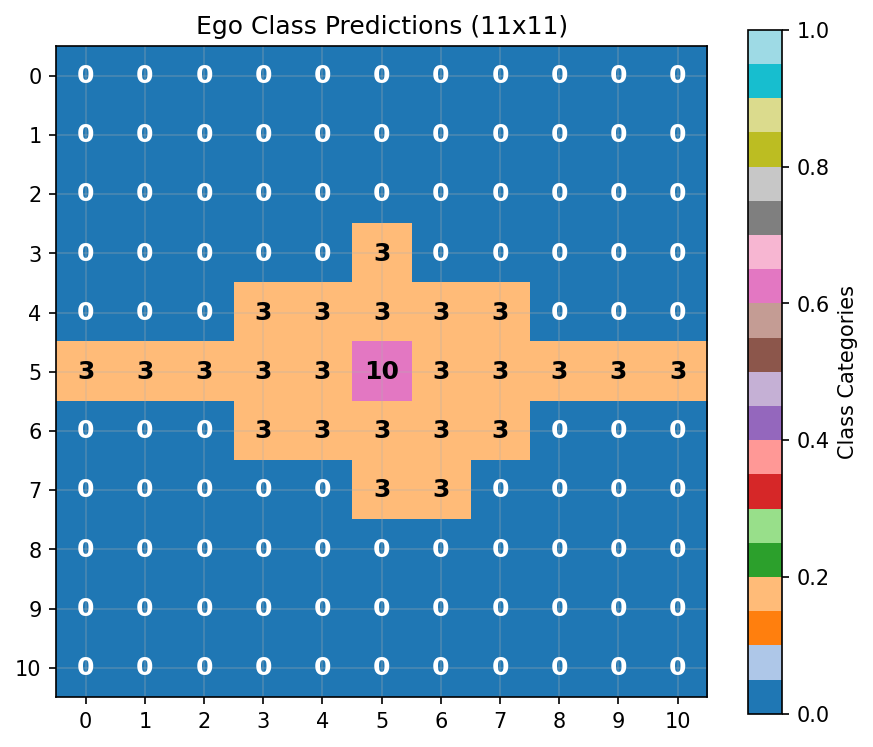 Ego Class Predictions (11x11)
0 0 0 0 0 0 0 0 0 0 0 0
1 0 0 0 0 0 0 0 0 0 0 0
2 0 0 0 0 0 0 0 0 0 0 0
3 0 0 0 0 0 3 0 0 0 0 0
4 0 0 0 3 3 3 3 3 0 0 0
5 3 3 3 3 3 10 3 3 3 3 3
6 0 0 0 3 3 3 3 3 0 0 0
7 0 0 0 0 0 3 3 0 0 0 0
8 0 0 0 0 0 0 0 0 0 0 0
9 0 0 0 0 0 0 0 0 0 0 0
10 0 0 0 0 0 0 0 0 0 0 0
0 1 2 3 4 5 6 7 8 9 10
1.0
0.8
0.6
0.4
0.2
0.0
Class Categories